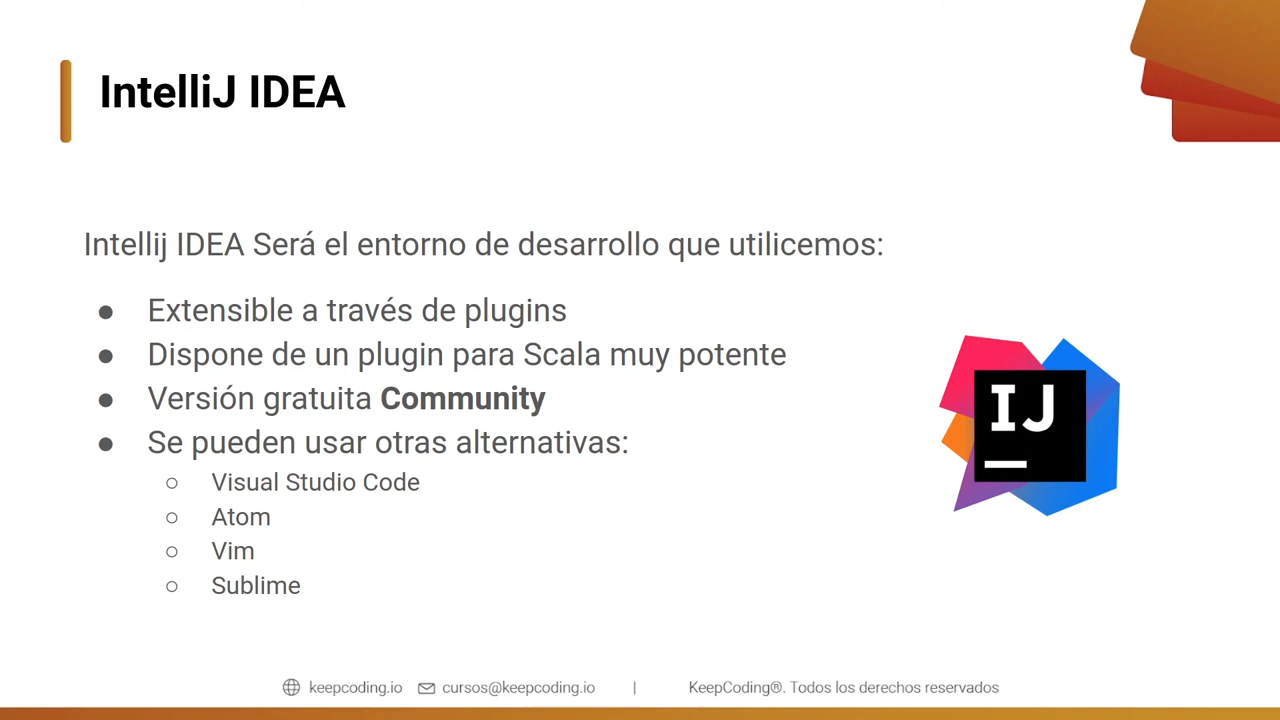 IntelliJ IDEA
Intellij IDEA Será el entorno de desarrollo que utilicemos:
● Extensible a través de plugins
● Dispone de un plugin para Scala muy potente
● Versión gratuita Community
● Se pueden usar otras alternativas:
○ Visual Studio Code
○ Atom
○ Vim
○ Sublime
IJ
keepcoding.io cursos@keepcoding.io | KeepCoding®. Todos los derechos reservados